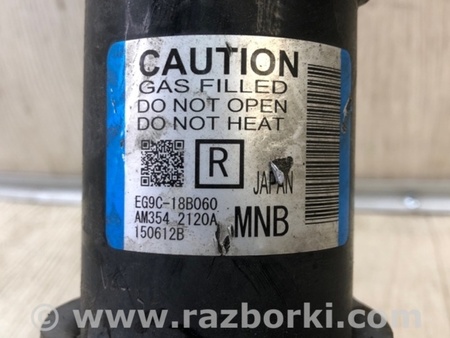 CAUTION
GAS FILLED
DO NOT OPEN
DO NOT HEAT
R
JAPAN
EG9C-18B060
AM354 2120A
MNB
150612B
© www.razborki.com/